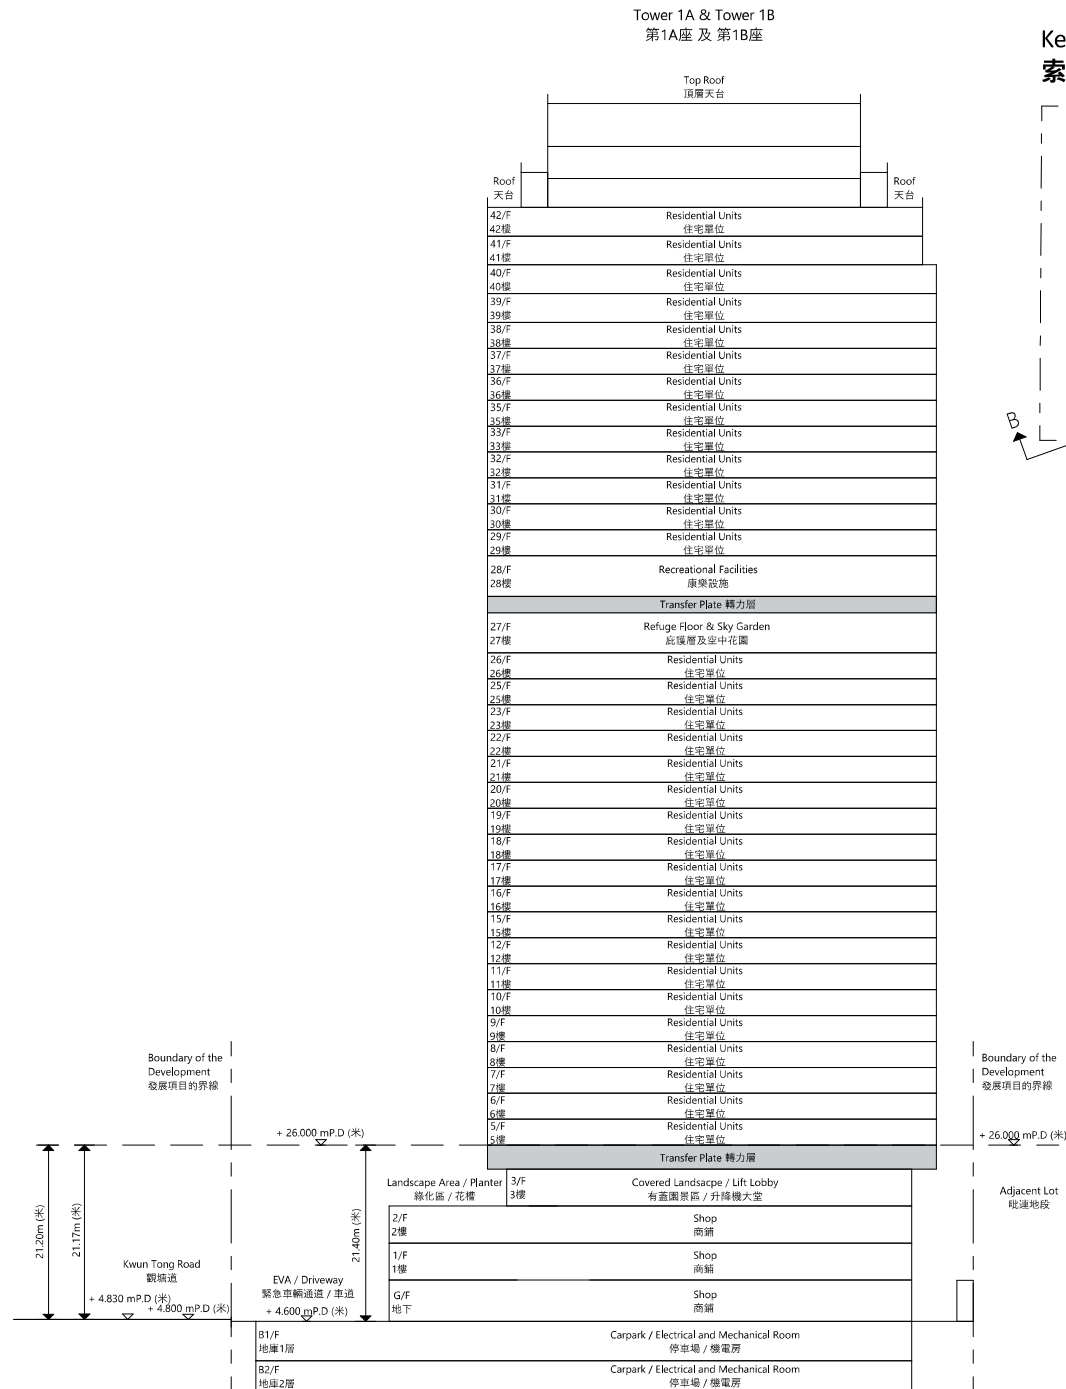 Tower 1A & Tower 1B
第1A座 及 第1B座
Ke
索
Top Roof
頂層天台
Roof
天台
Roof
天台
42/F Residential Units
42樓 住宅單位
41/F Residential Units
41樓 住宅單位
40/F Residential Units
40樓 住宅單位
39/F Residential Units
39樓 住宅單位
38/F Residential Units
38樓 住宅單位
37/F Residential Units
37樓 住宅單位
36/F Residential Units
36樓 住宅單位
35/F Residential Units
35樓 住宅單位
33/F Residential Units
33樓 住宅單位
32/F Residential Units
32樓 住宅單位
31/F Residential Units
31樓 住宅單位
30/F Residential Units
30樓 住宅單位
29/F Residential Units
29樓 住宅單位
B
28/F Recreational Facilities
28樓 康樂設施
Transfer Plate 轉力層
27/F Refuge Floor & Sky Garden
27樓 庇護層及空中花園
26/F Residential Units
26樓 住宅單位
25/F Residential Units
25樓 住宅單位
23/F Residential Units
23樓 住宅單位
22/F Residential Units
22樓 住宅單位
21/F Residential Units
21樓 住宅單位
20/F Residential Units
20樓 住宅單位
19/F Residential Units
19樓 住宅單位
18/F Residential Units
18樓 住宅單位
17/F Residential Units
17樓 住宅單位
16/F Residential Units
16樓 住宅單位
15/F Residential Units
15樓 住宅單位
12/F Residential Units
12樓 住宅單位
11/F Residential Units
11樓 住宅單位
10/F Residential Units
10樓 住宅單位
9/F Residential Units
9樓 住宅單位
8/F Residential Units
8樓 住宅單位
7/F Residential Units
7樓 住宅單位
6/F Residential Units
6樓 住宅單位
5/F Residential Units
5樓 住宅單位
Boundary of the
Development
發展項目的界線
Boundary of the
Development
發展項目的界線
+ 26.000 mP.D (米)
+ 26.000 mP.D (米)
Transfer Plate 轉力層
Landscape Area / Planter
綠化區 / 花槽
3/F Covered Landsacpe / Lift Lobby
3樓 有蓋園景區 / 升降機大堂
Adjacent Lot
毗連地段
2/F Shop
2樓 商鋪
1/F Shop
1樓 商鋪
G/F Shop
地下 商鋪
21.20m (米)
21.17m (米)
21.40m (米)
Kwun Tong Road
觀塘道
EVA / Driveway
緊急車輛通道 / 車道
+ 4.830 mP.D (米)
+ 4.800 mP.D (米)
+ 4.600 mP.D (米)
B1/F Carpark / Electrical and Mechanical Room
地庫1層 停車場 / 機電房
B2/F Carpark / Electrical and Mechanical Room
地庫2層 停車場 / 機電房